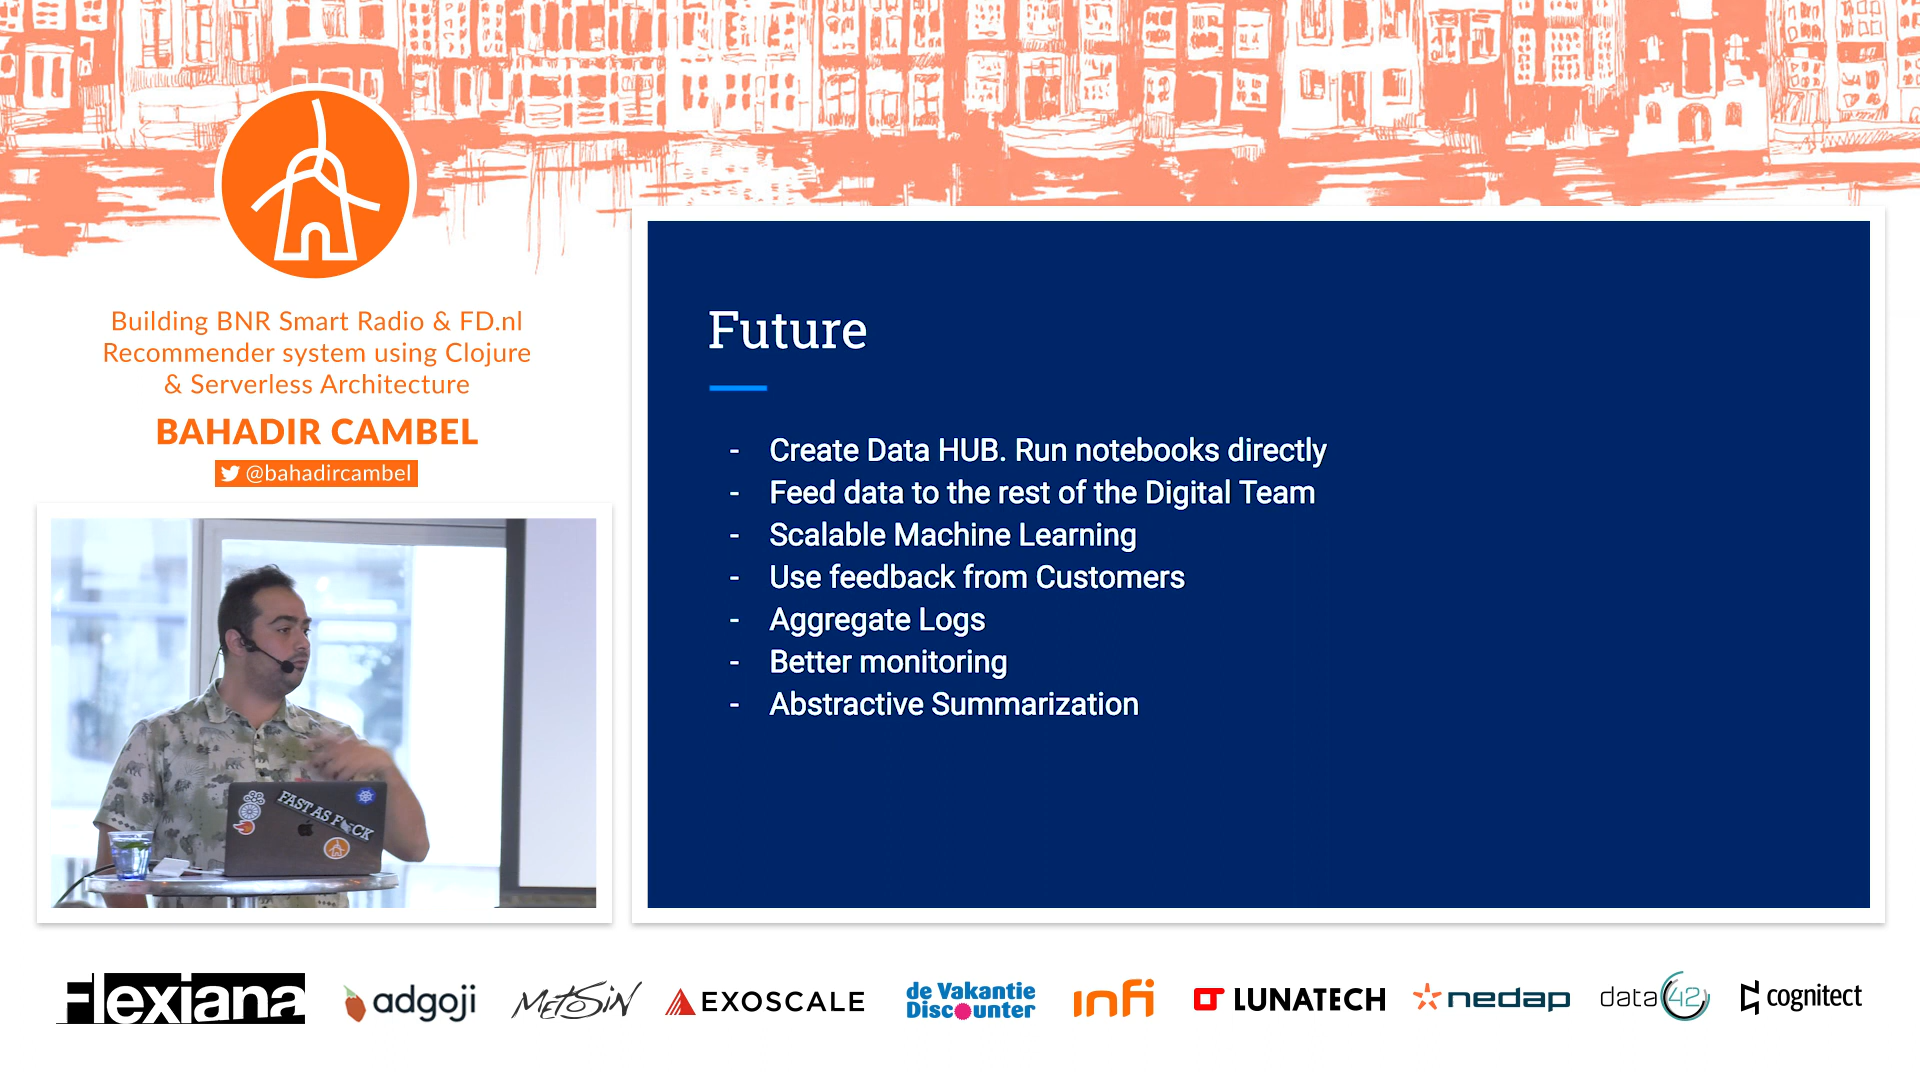 Building BNR Smart Radio & FD.nl
Recommender system using Clojure
& Serverless Architecture
BAHADIR CAMBEL
@bahadircambel
Future
- Create Data HUB. Run notebooks directly
- Feed data to the rest of the Digital Team
- Scalable Machine Learning
- Use feedback from Customers
- Aggregate Logs
- Better monitoring
- Abstractive Summarization
FAST AS F CK
Flexiana
adgoji
METOSIN
EXOSCALE
de Vakantie
Discounter
infi
LUNATECH
nedap
data 42
cognitect